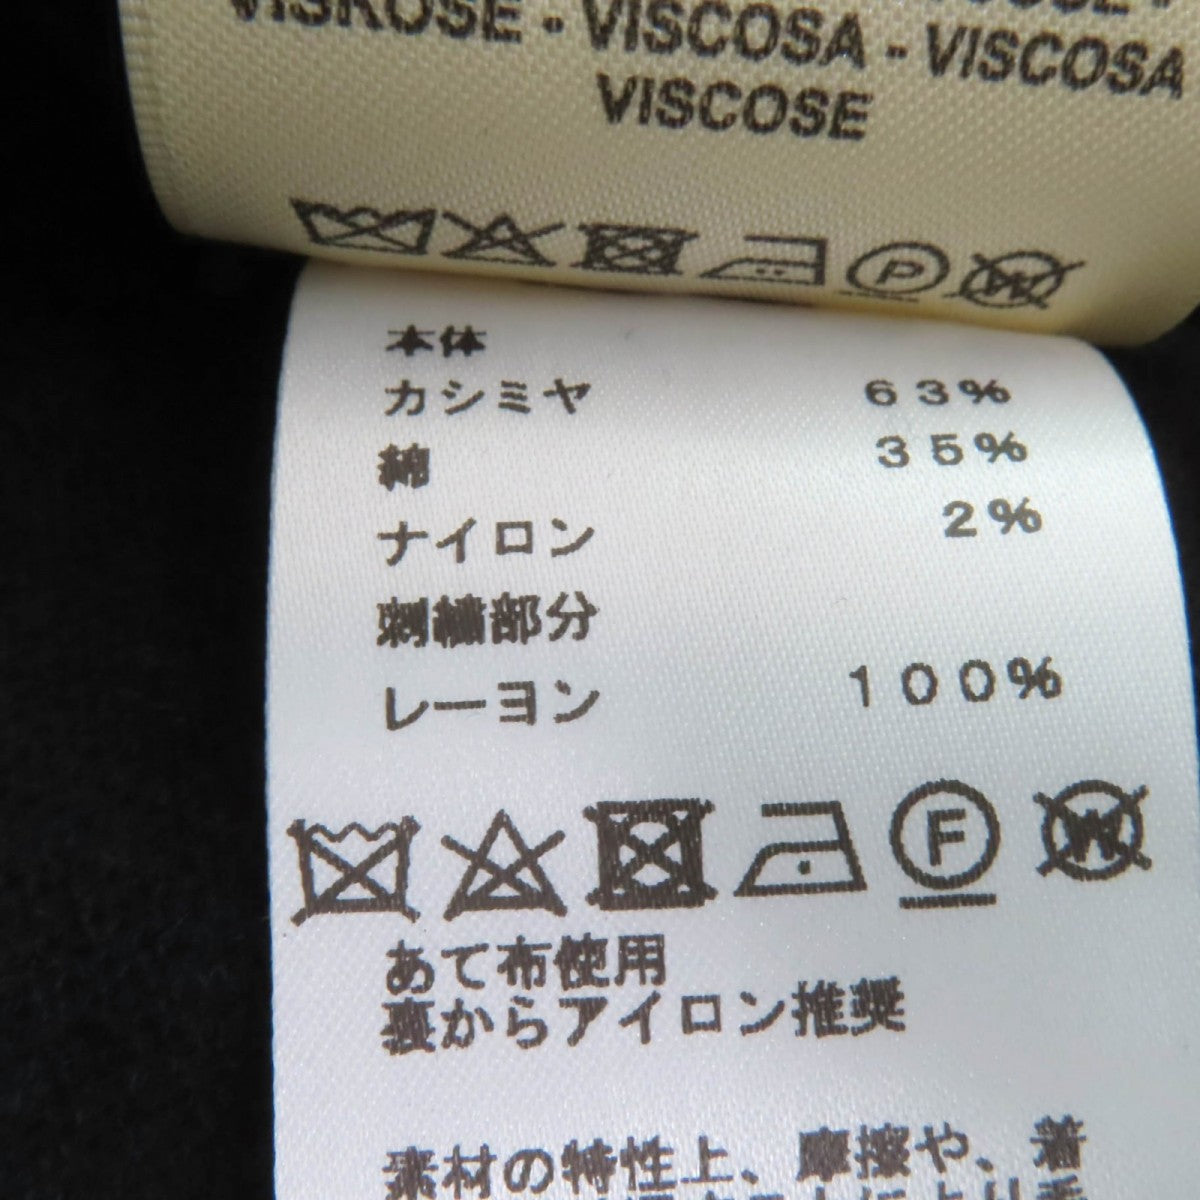 VISKOSE - VISCOSA - VISCOSA
VISCOSE
P
W
本体
カシミヤ 63%
綿 35%
ナイロン 2%
刺繍部分
レーヨン 100%
F
W
あて布使用
裏からアイロン推奨
素材の特性上、摩擦や、着